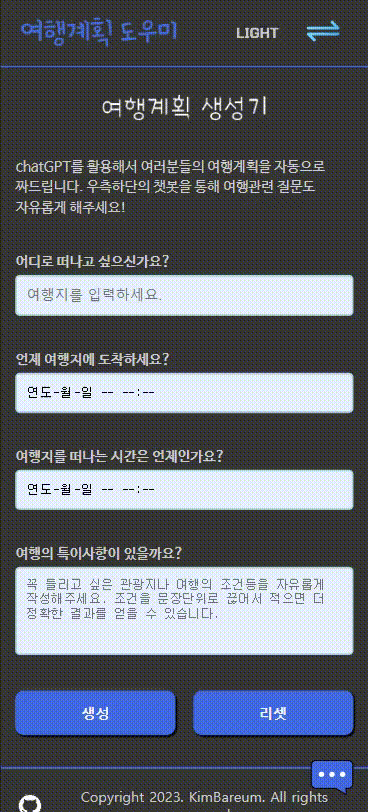 여행계획 도우미
LIGHT
여행계획 생성기
chatGPT를 활용해서 여러분들의 여행계획을 자동으로
짜드립니다. 우측하단의 챗봇을 통해 여행관련 질문도
자유롭게 해주세요!
어디로 떠나고 싶으신가요?
여행지를 입력하세요.
언제 여행지에 도착하세요?
연도-월-일 -- --:--
여행지를 떠나는 시간은 언제인가요?
연도-월-일 -- --:--
여행의 특이사항이 있을까요?
꼭 들리고 싶은 관광지나 여행의 조건등을 자유롭게
작성해주세요. 조건을 문장단위로 끊어서 적으면 더
정확한 결과를 얻을 수 있습니다.
생성
리셋
Copyright 2023. KimBareum. All rights